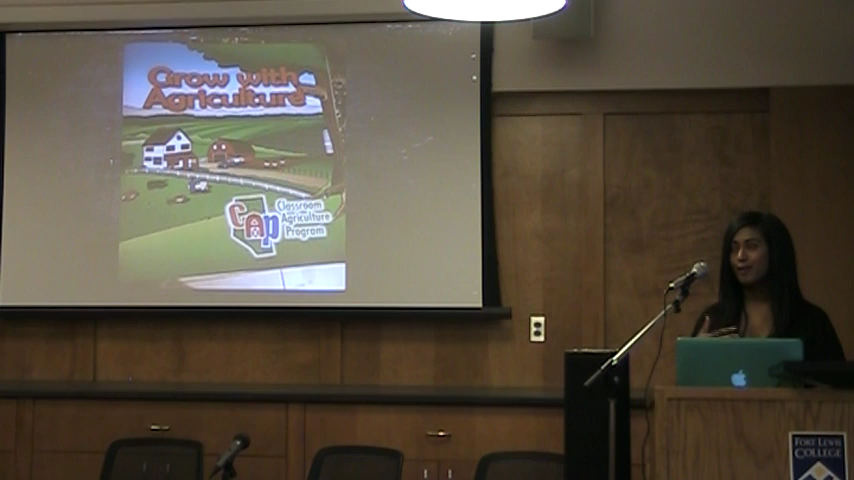 Grow with
Agriculture
CAP
Classroom
Agriculture
Program
FORT LEWIS
COLLEGE